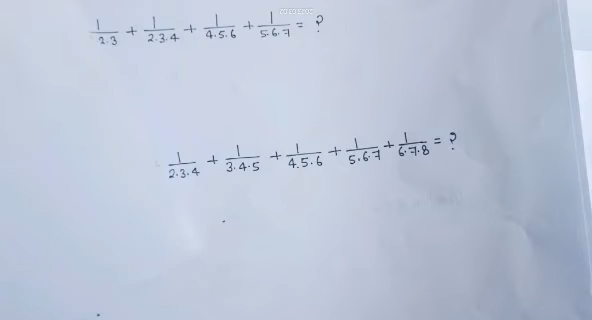 1/2.3 + 1/2.3.4 + 1/4.5.6 + 1/5.6.7 = ?
1/2.3.4 + 1/3.4.5 + 1/4.5.6 + 1/5.6.7 + 1/6.7.8 = ?